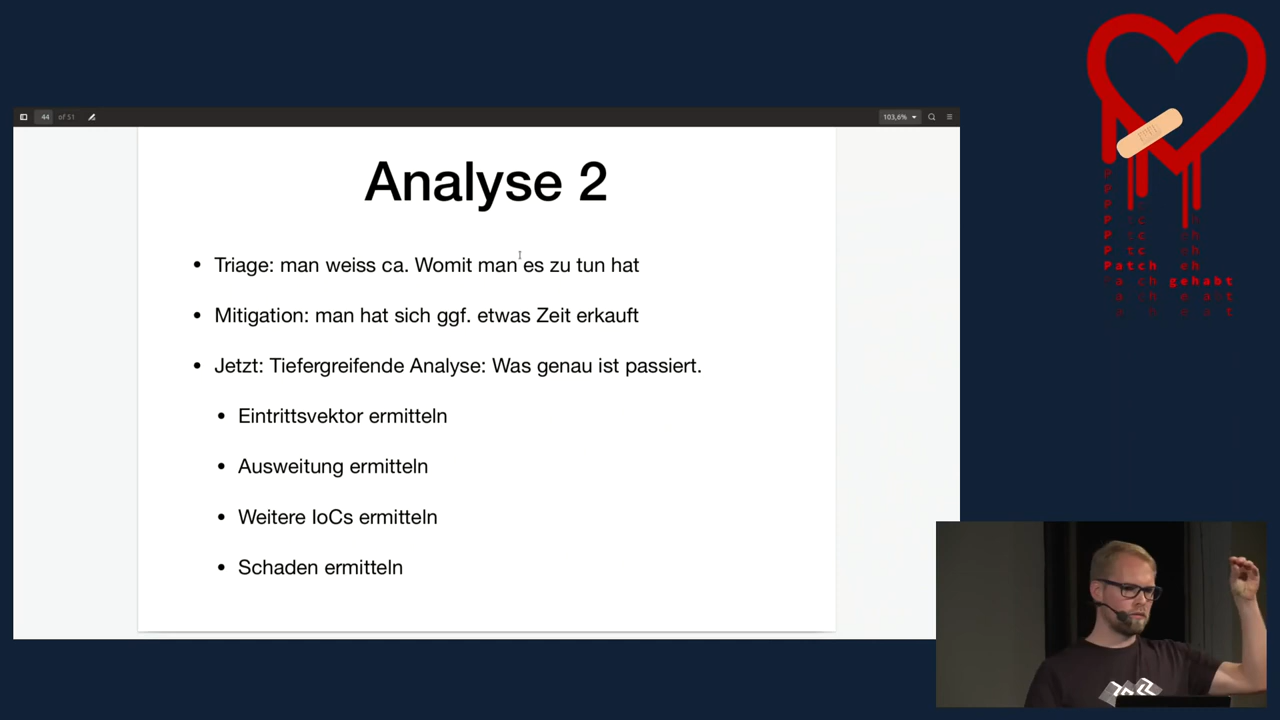 44 of 51
103,6%
Analyse 2
• Triage: man weiss ca. Womit man es zu tun hat
• Mitigation: man hat sich ggf. etwas Zeit erkauft
• Jetzt: Tiefergreifende Analyse: Was genau ist passiert.
• Eintrittsvektor ermitteln
• Ausweitung ermitteln
• Weitere IoCs ermitteln
• Schaden ermitteln
Patch eh
gehabt